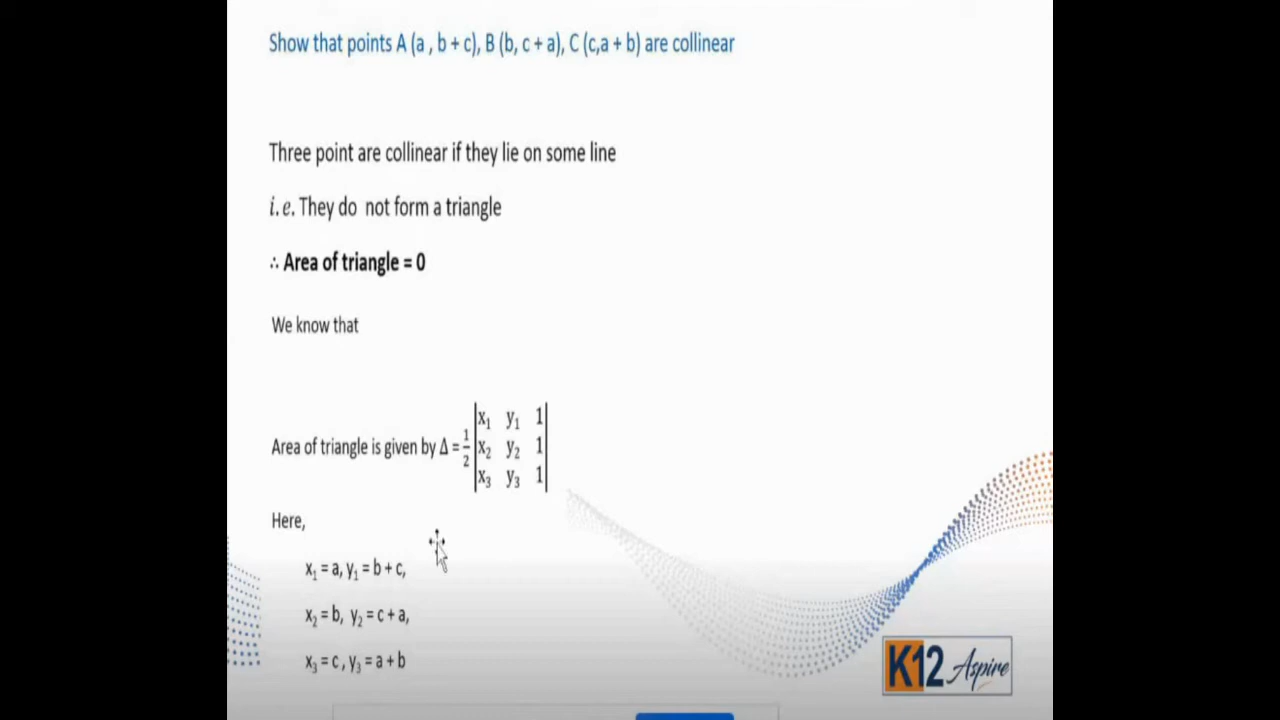 Show that points A (a , b + c), B (b, c + a), C (c,a + b) are collinear
Three point are collinear if they lie on some line
i. e. They do not form a triangle
∴ Area of triangle = 0
We know that
Area of triangle is given by Δ = 1/2 |x₁ y₁ 1|
|x₂ y₂ 1|
|x₃ y₃ 1|
Here,
x₁ = a, y₁ = b + c,
x₂ = b, y₂ = c + a,
x₃ = c , y₃ = a + b
K12 Aspire